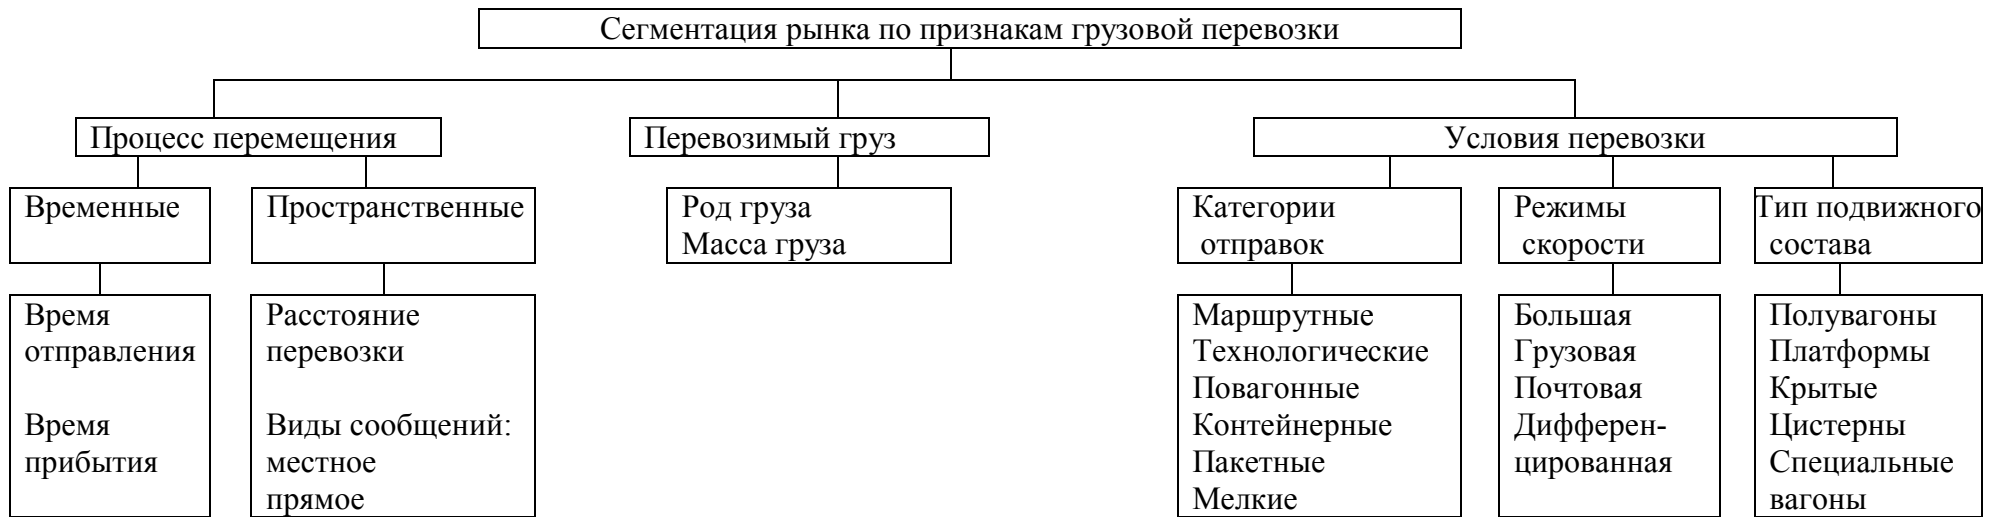 Сегментация рынка по признакам грузовой перевозки
Процесс перемещения
Перевозимый груз
Условия перевозки
Временные
Пространственные
Род груза
Масса груза
Категории
отправок
Режимы
скорости
Тип подвижного
состава
Время
отправления
Время
прибытия
Расстояние
перевозки
Виды сообщений:
местное
прямое
Маршрутные
Технологические
Повагонные
Контейнерные
Пакетные
Мелкие
Большая
Грузовая
Почтовая
Дифферен-
цированная
Полувагоны
Платформы
Крытые
Цистерны
Специальные
вагоны